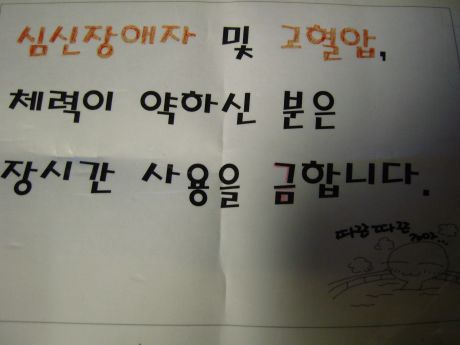 심신장애자 및 고혈압,
체력이 약하신 분은
장시간 사용을 금합니다.
따끈따끈